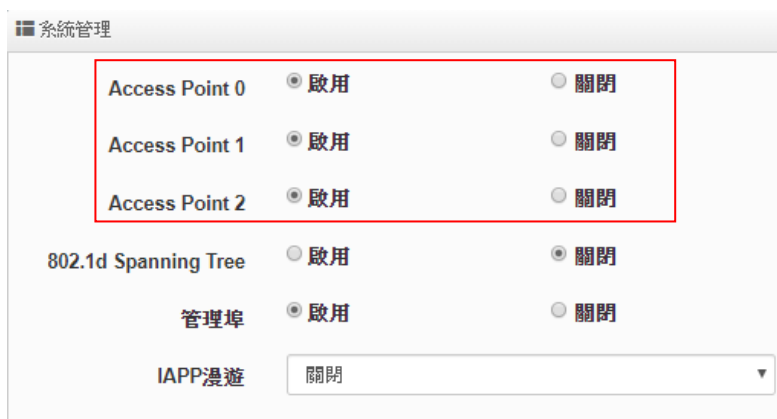 系統管理
Access Point 0 啟用 關閉
Access Point 1 啟用 關閉
Access Point 2 啟用 關閉
802.1d Spanning Tree 啟用 關閉
管理埠 啟用 關閉
IAPP漫遊 關閉